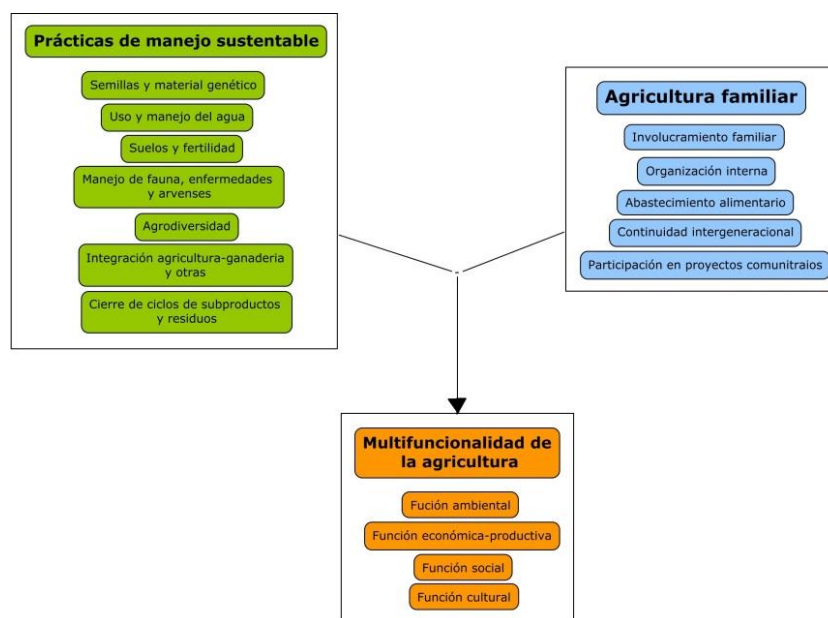 Prácticas de manejo sustentable
Semillas y material genético
Uso y manejo del agua
Suelos y fertilidad
Manejo de fauna, enfermedades
y arvenses
Agrodiversidad
Integración agricultura-ganaderia
y otras
Cierre de ciclos de subproductos
y residuos
Agricultura familiar
Involucramiento familiar
Organización interna
Abastecimiento alimentario
Continuidad intergeneracional
Participación en proyectos comunitraios
Multifuncionalidad de
la agricultura
Fución ambiental
Función económica-productiva
Función social
Función cultural